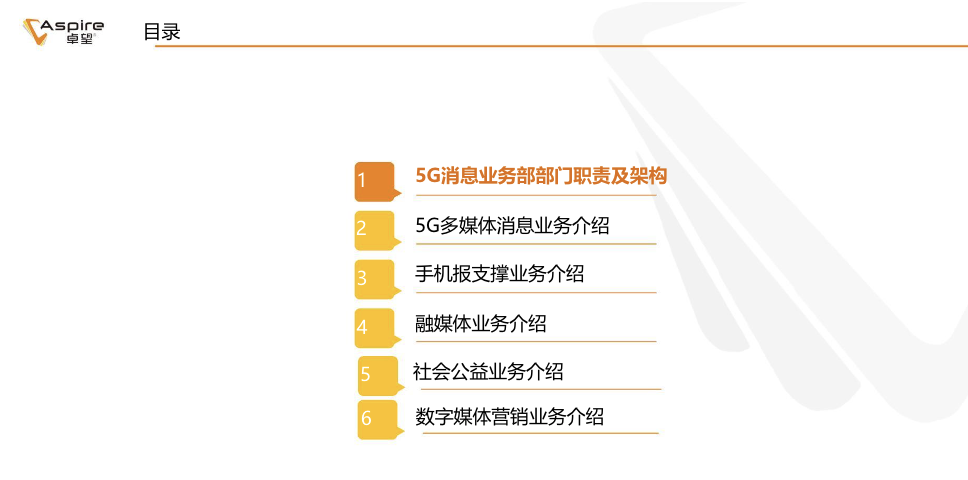 Aspire
卓望
目录
1
5G消息业务部部门职责及架构
2
5G多媒体消息业务介绍
3
手机报支撑业务介绍
4
融媒体业务介绍
5
社会公益业务介绍
6
数字媒体营销业务介绍